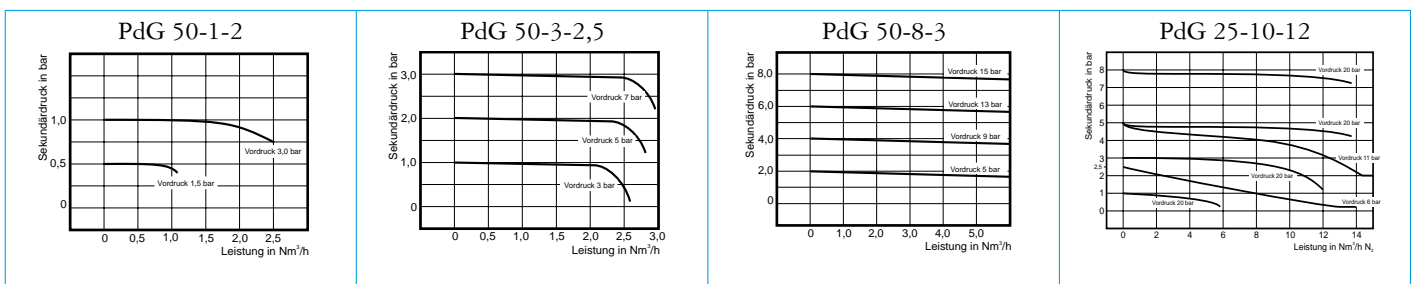 PdG 50-1-2
Sekundärdruck in bar
1,0
0,5
0
Vordruck 3,0 bar
Vordruck 1,5 bar
0 0,5 1,0 1,5 2,0 2,5
Leistung in Nm³/h
PdG 50-3-2,5
Sekundärdruck in bar
3,0
2,0
1,0
0
Vordruck 7 bar
Vordruck 5 bar
Vordruck 3 bar
0 0,5 1,0 1,5 2,0 2,5 3,0
Leistung in Nm³/h
PdG 50-8-3
Sekundärdruck in bar
8,0
6,0
4,0
2,0
0
Vordruck 15 bar
Vordruck 13 bar
Vordruck 9 bar
Vordruck 5 bar
0 1,0 2,0 3,0 4,0 5,0
Leistung in Nm³/h
PdG 25-10-12
Sekundärdruck in bar
8
7
6
5
4
3
2,5
2
1
0
Vordruck 20 bar
Vordruck 20 bar
Vordruck 11 bar
Vordruck 20 bar
Vordruck 6 bar
Vordruck 20 bar
0 2 4 6 8 10 12 14
Leistung in Nm³/h N₂